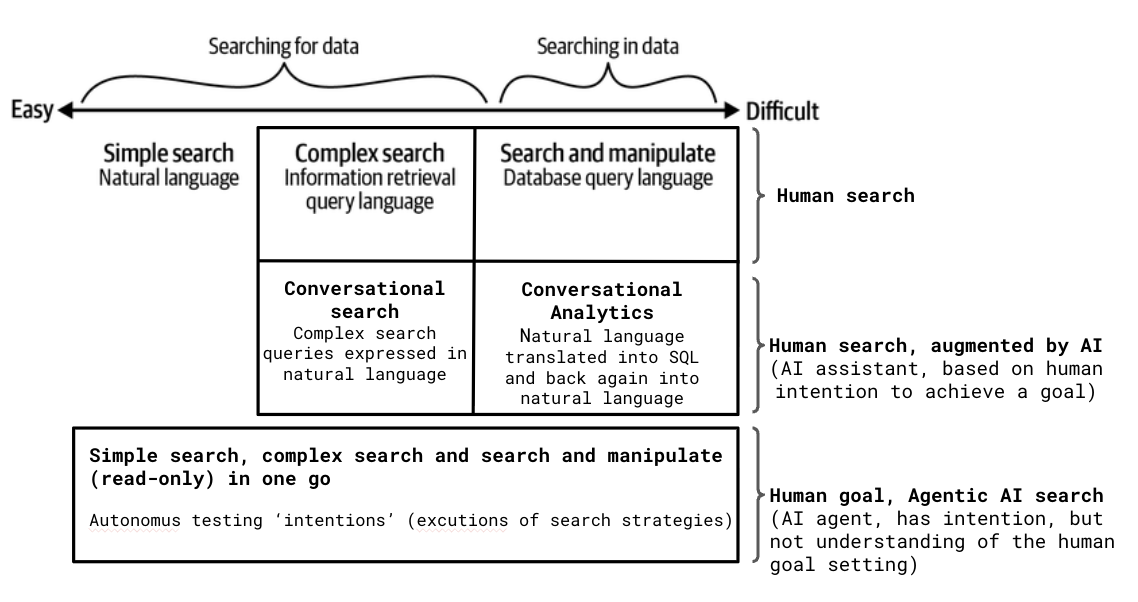 Searching for data
Searching in data
Easy
Difficult
Simple search
Natural language
Complex search
Information retrieval
query language
Search and manipulate
Database query language
Human search
Conversational
search
Complex search
queries expressed in
natural language
Conversational
Analytics
Natural language
translated into SQL
and back again into
natural language
Human search, augmented by AI
(AI assistant, based on human
intention to achieve a goal)
Simple search, complex search and search and manipulate
(read-only) in one go
Autonomus testing ‘intentions’ (excutions of search strategies)
Human goal, Agentic AI search
(AI agent, has intention, but
not understanding of the human
goal setting)